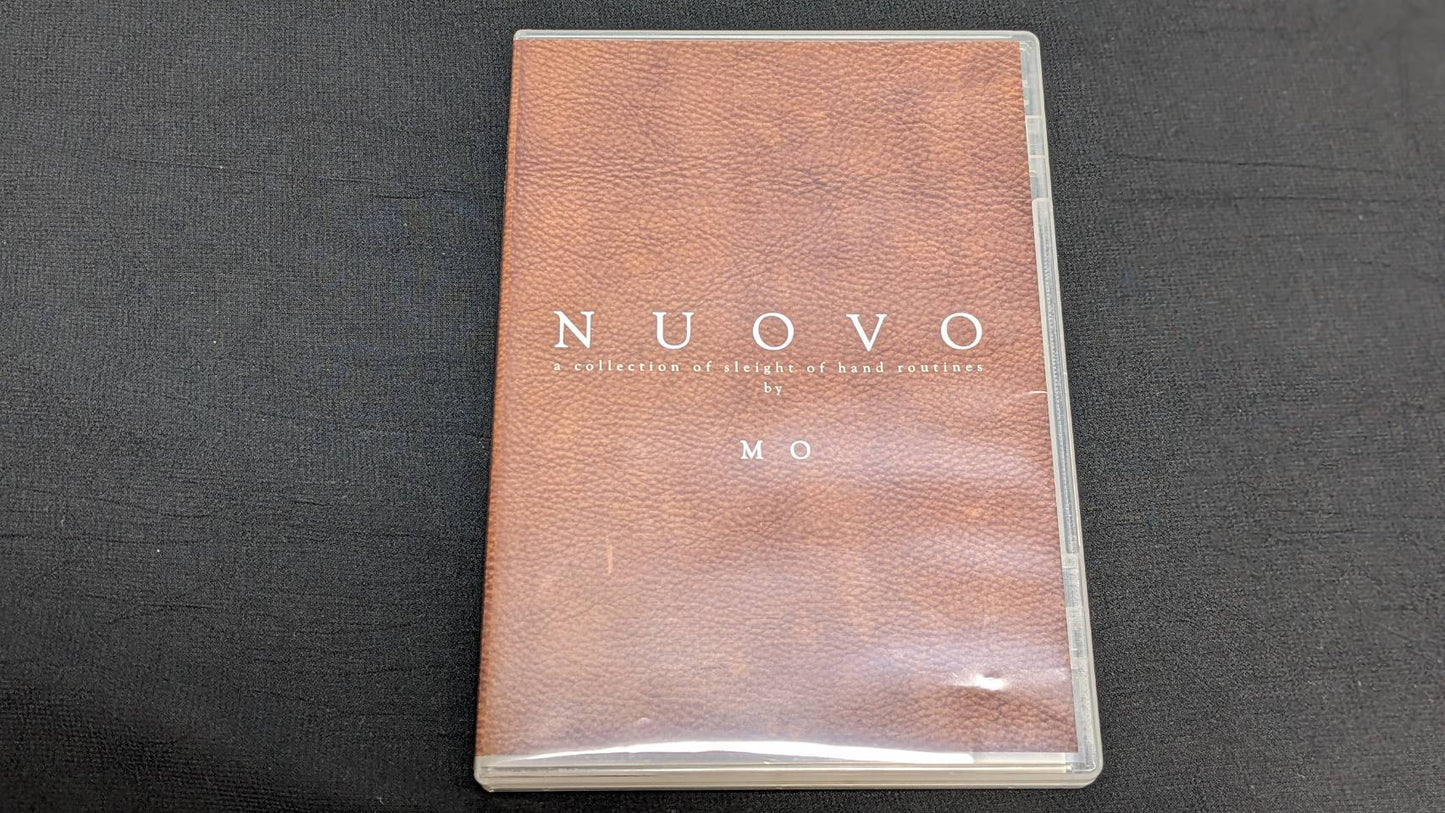 NUOVO
a collection of sleight of hand routines
by
MO